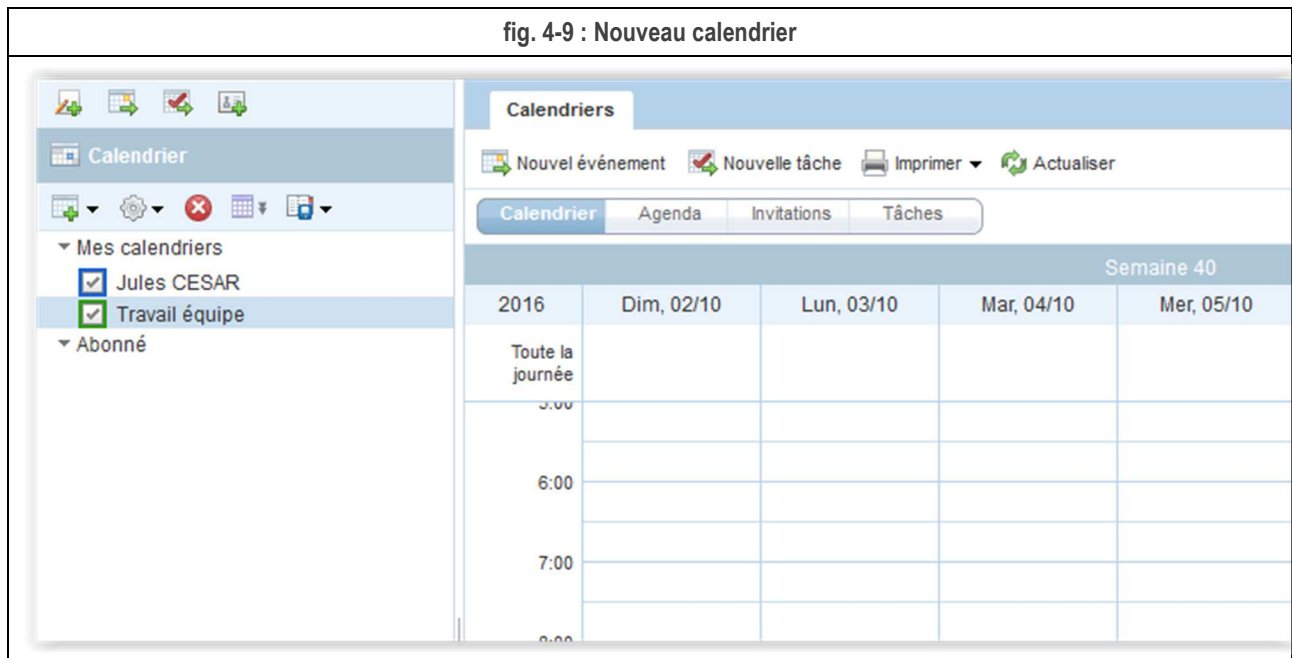 fig. 4-9 : Nouveau calendrier
Calendrier
Mes calendriers
Jules CESAR
Travail équipe
Abonné
Calendriers
Nouvel événement Nouvelle tâche Imprimer Actualiser
Calendrier Agenda Invitations Tâches
Semaine 40
2016 Dim, 02/10 Lun, 03/10 Mar, 04/10 Mer, 05/10
Toute la
journée
6:00
7:00